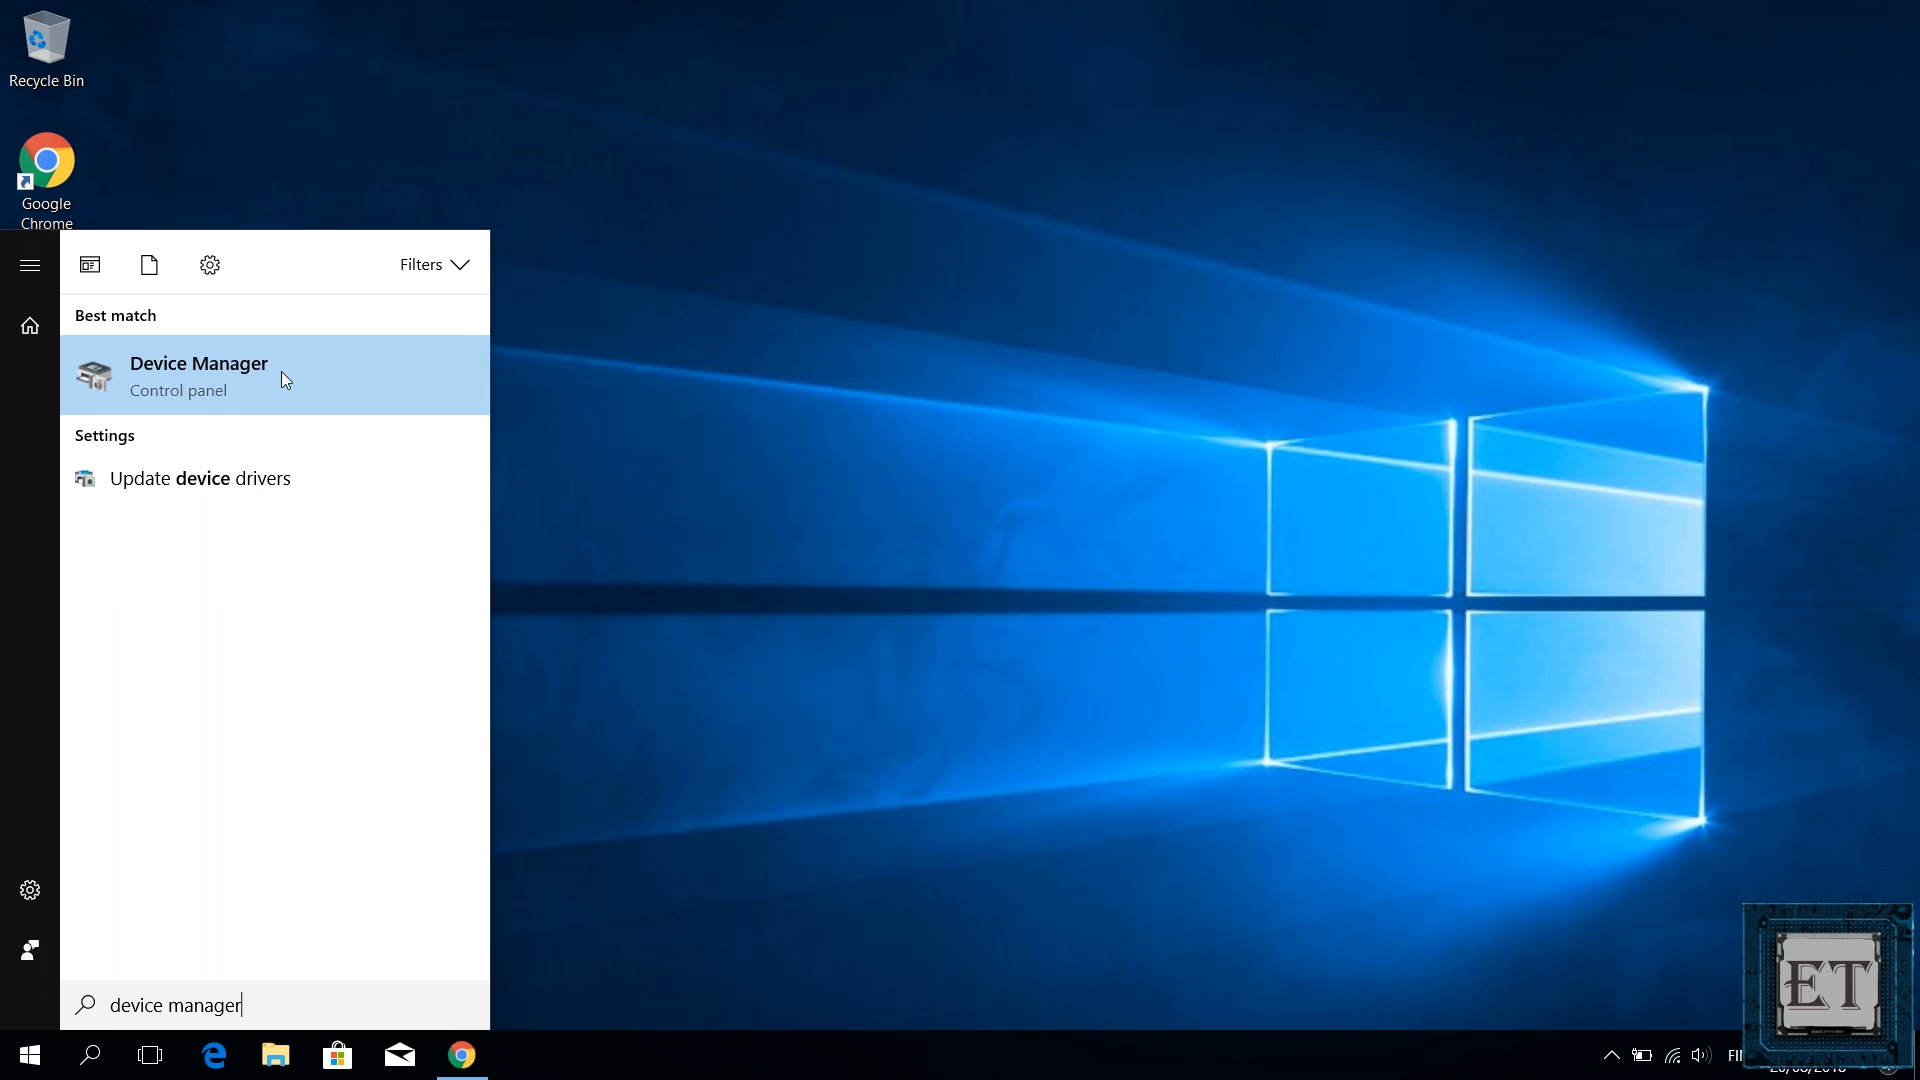 Recycle Bin
Google
Chrome
Filters
Best match
Device Manager
Control panel
Settings
Update device drivers
device manager
ET